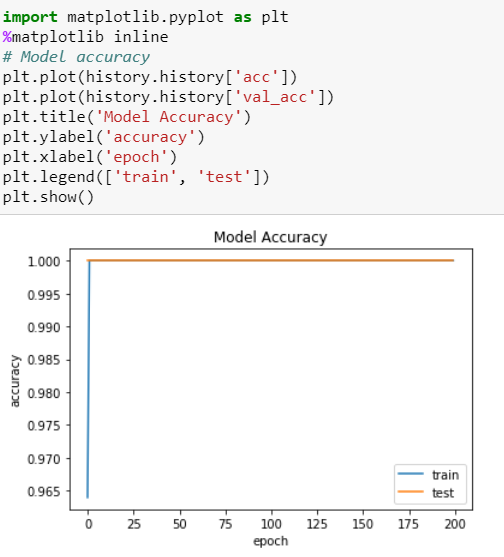 import matplotlib.pyplot as plt
%matplotlib inline
# Model accuracy
plt.plot(history.history['acc'])
plt.plot(history.history['val_acc'])
plt.title('Model Accuracy')
plt.ylabel('accuracy')
plt.xlabel('epoch')
plt.legend(['train', 'test'])
plt.show()
Model Accuracy
1.000
0.995
0.990
0.985
0.980
0.975
0.970
0.965
accuracy
train
test
0 25 50 75 100 125 150 175 200
epoch